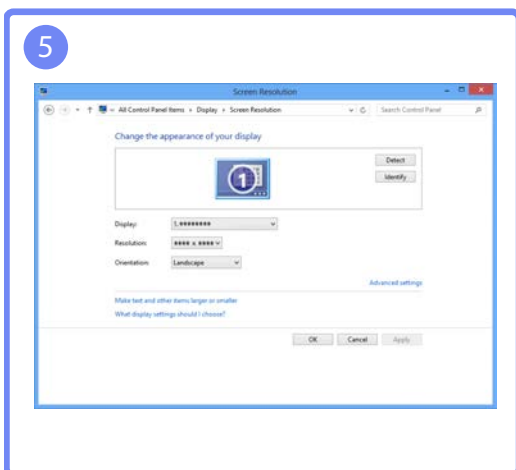 5
Screen Resolution
All Control Panel Items › Display › Screen Resolution
Search Control Panel
Change the appearance of your display
1
Detect
Identify
Display: 1.********
Resolution: **** x ****
Orientation: Landscape
Advanced settings
Make text and other items larger or smaller
What display settings should I choose?
OK Cancel Apply